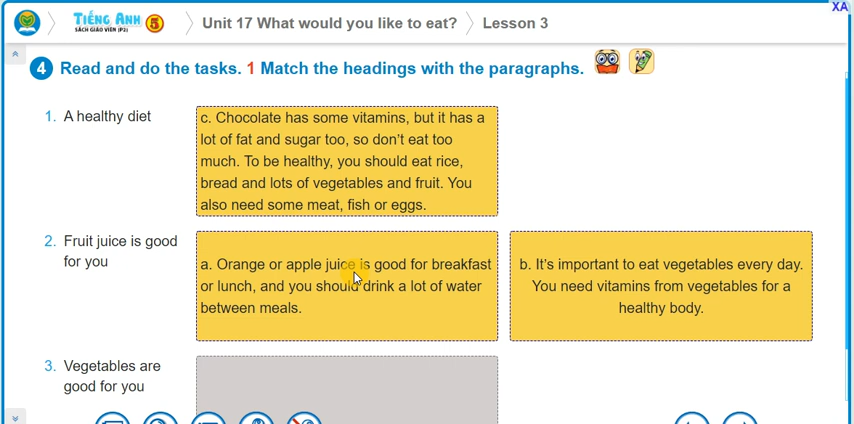 XA
TIẾNG ANH 5
SÁCH GIÁO VIÊN (P2)
Unit 17 What would you like to eat?
Lesson 3
4 Read and do the tasks. 1 Match the headings with the paragraphs.
1. A healthy diet
c. Chocolate has some vitamins, but it has a
lot of fat and sugar too, so don't eat too
much. To be healthy, you should eat rice,
bread and lots of vegetables and fruit. You
also need some meat, fish or eggs.
2. Fruit juice is good
for you
a. Orange or apple juice is good for breakfast
or lunch, and you should drink a lot of water
between meals.
b. It's important to eat vegetables every day.
You need vitamins from vegetables for a
healthy body.
3. Vegetables are
good for you